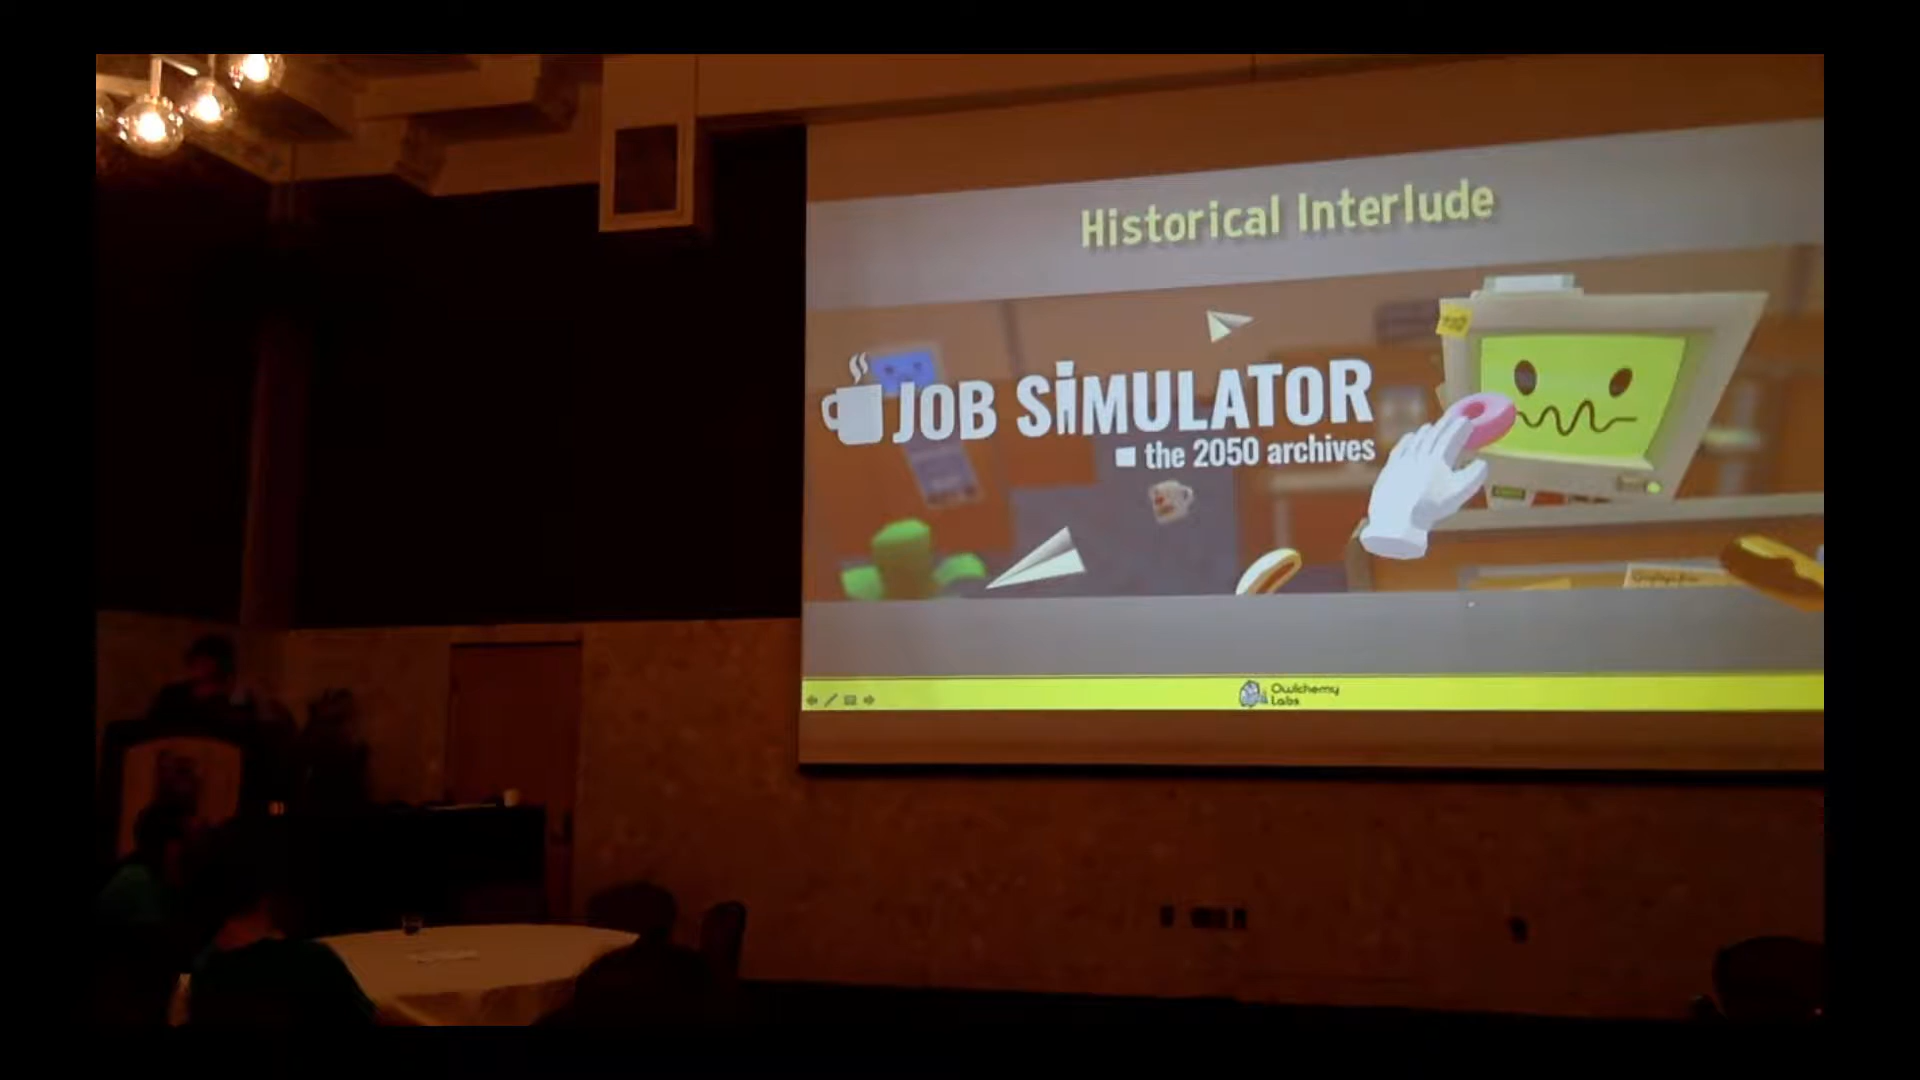 Historical Interlude
JOB SiMULAToR
the 2050 archives
Owlchemy
Labs